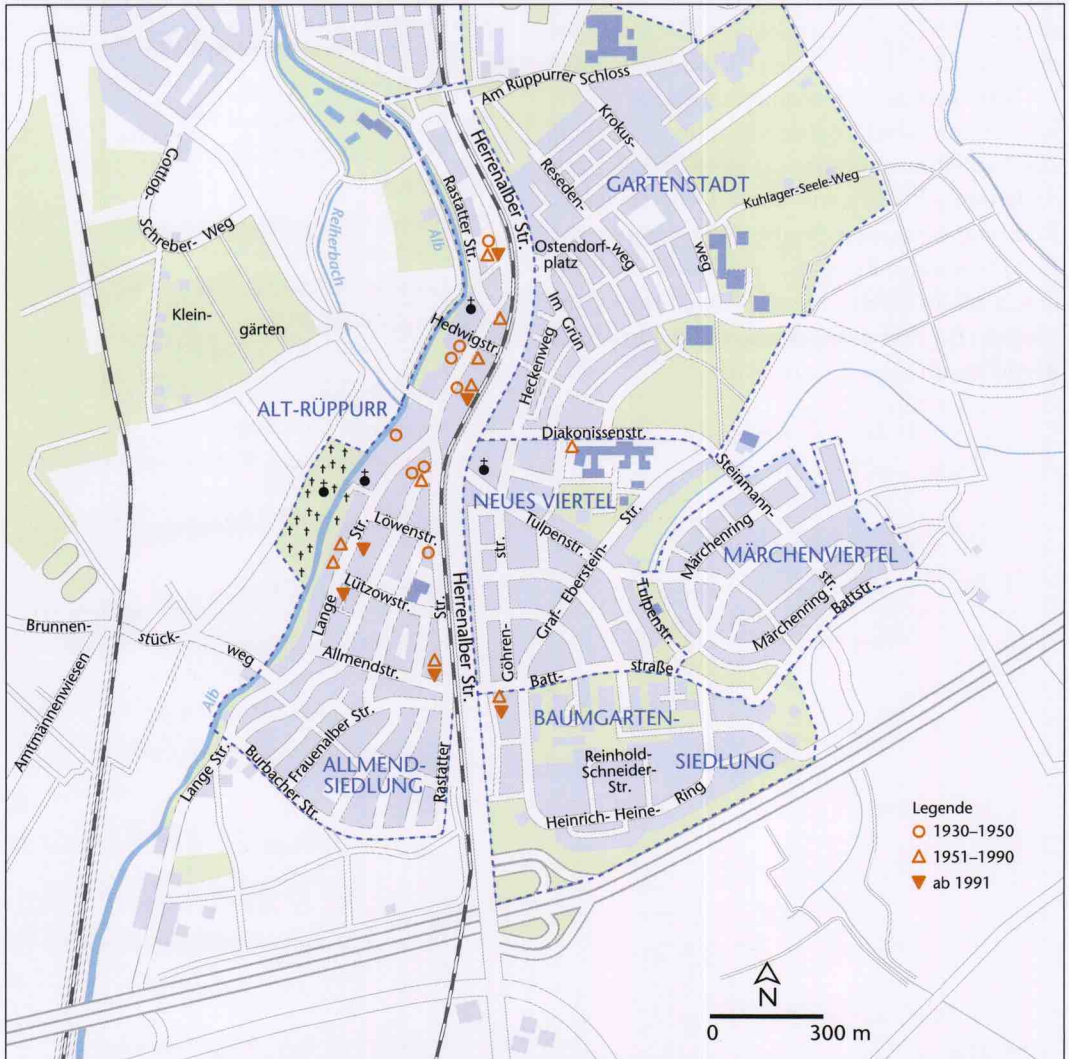 Am Rüppurrer Schloss
Krokus-
weg
Reseden-
weg
GARTENSTADT
Kuhlager-Seele-Weg
Gottlob-
Schreber- Weg
Reiherbach
Alb
Rastatter Str.
Herrenalber Str.
Ostendorf-
platz
Im Grün
Klein-
gärten
Hedwigstr.
Heckenweg
ALT-RÜPPURR
Diakonissenstr.
Steinmann-
str.
NEUES VIERTEL
Löwenstr.
Tulpenstr.
Graf- Eberstein-
Str.
MÄRCHENVIERTEL
Märchenring
Märchenring
Battstr.
Tulpenstr.
Lange
Str.
Lützowstr.
Herrenalber Str.
Göhren-
str.
Brunnen-
stück-
weg
Allmendstr.
Batt-
straße
Amtmännenwiesen
Alb
Frauenalber Str.
BAUMGARTEN-
SIEDLUNG
Lange Str.
Burbacher Str.
ALLMEND-
SIEDLUNG
Rastatter
Str.
Reinhold-
Schneider-
Str.
Heinrich- Heine-
Ring
Legende
1930–1950
1951–1990
ab 1991
N
0 300 m